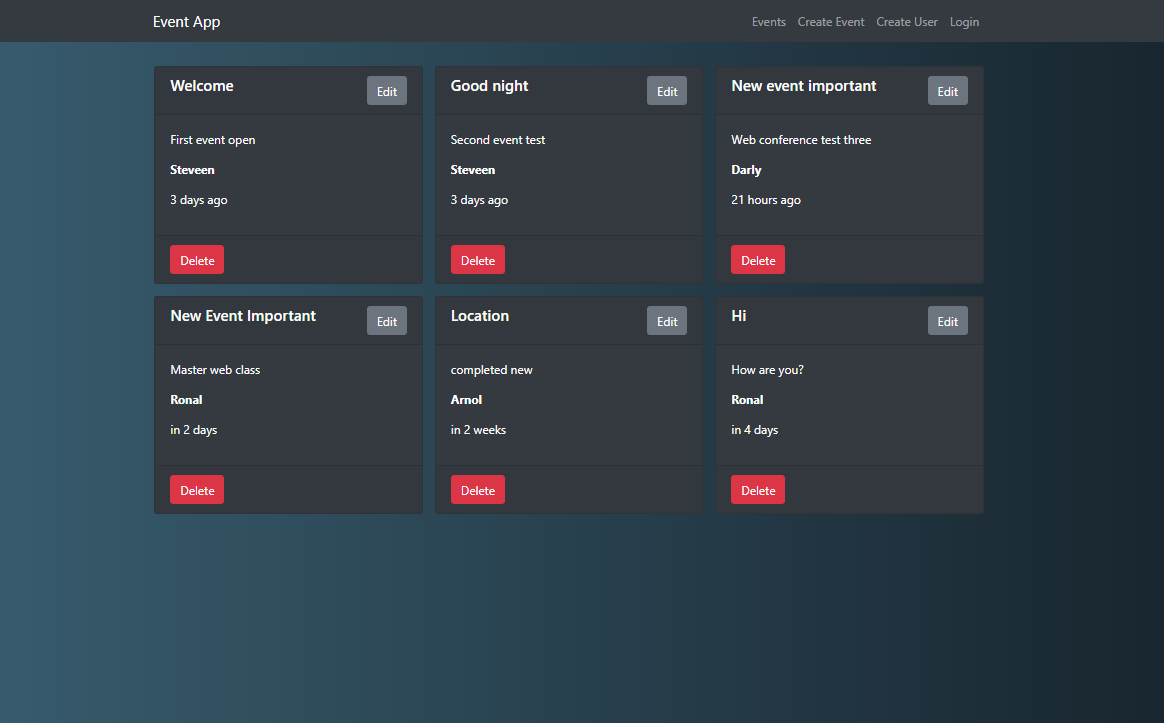 Event App
Events Create Event Create User Login
Welcome
Edit
First event open
Steveen
3 days ago
Delete
Good night
Edit
Second event test
Steveen
3 days ago
Delete
New event important
Edit
Web conference test three
Darly
21 hours ago
Delete
New Event Important
Edit
Master web class
Ronal
in 2 days
Delete
Location
Edit
completed new
Arnol
in 2 weeks
Delete
Hi
Edit
How are you?
Ronal
in 4 days
Delete